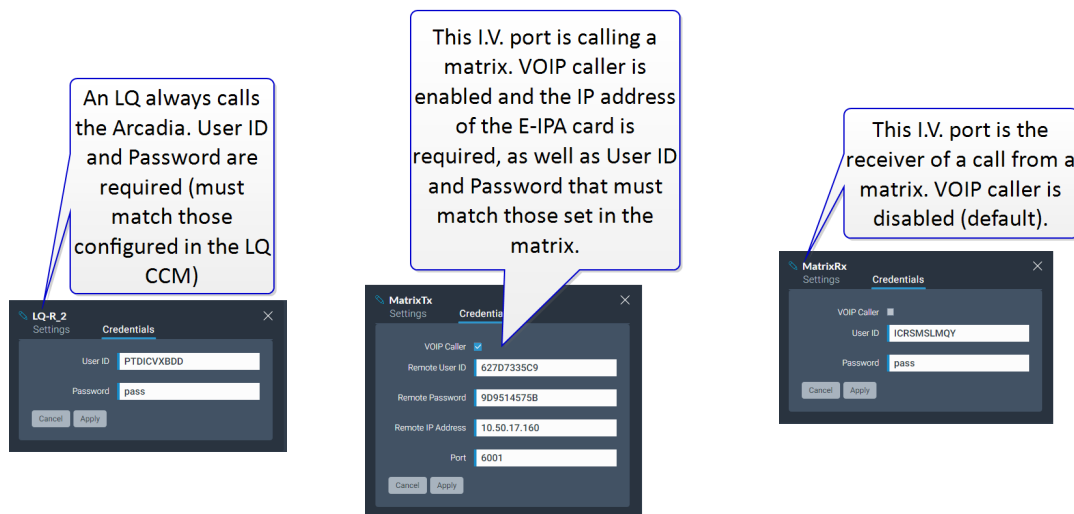 An LQ always calls
the Arcadia. User ID
and Password are
required (must
match those
configured in the LQ
CCM)
This I.V. port is calling a
matrix. VOIP caller is
enabled and the IP address
of the E-IPA card is
required, as well as User ID
and Password that must
match those set in the
matrix.
This I.V. port is the
receiver of a call from a
matrix. VOIP caller is
disabled (default).
LQ-R_2
Settings Credentials
User ID PTDICVXBDD
Password pass
Cancel Apply
MatrixTx
Settings Credentia
VOIP Caller
Remote User ID 627D7335C9
Remote Password 9D9514575B
Remote IP Address 10.50.17.160
Port 6001
Cancel Apply
MatrixRx
Settings Credentials
VOIP Caller
User ID ICRSMSLMQY
Password pass
Cancel Apply